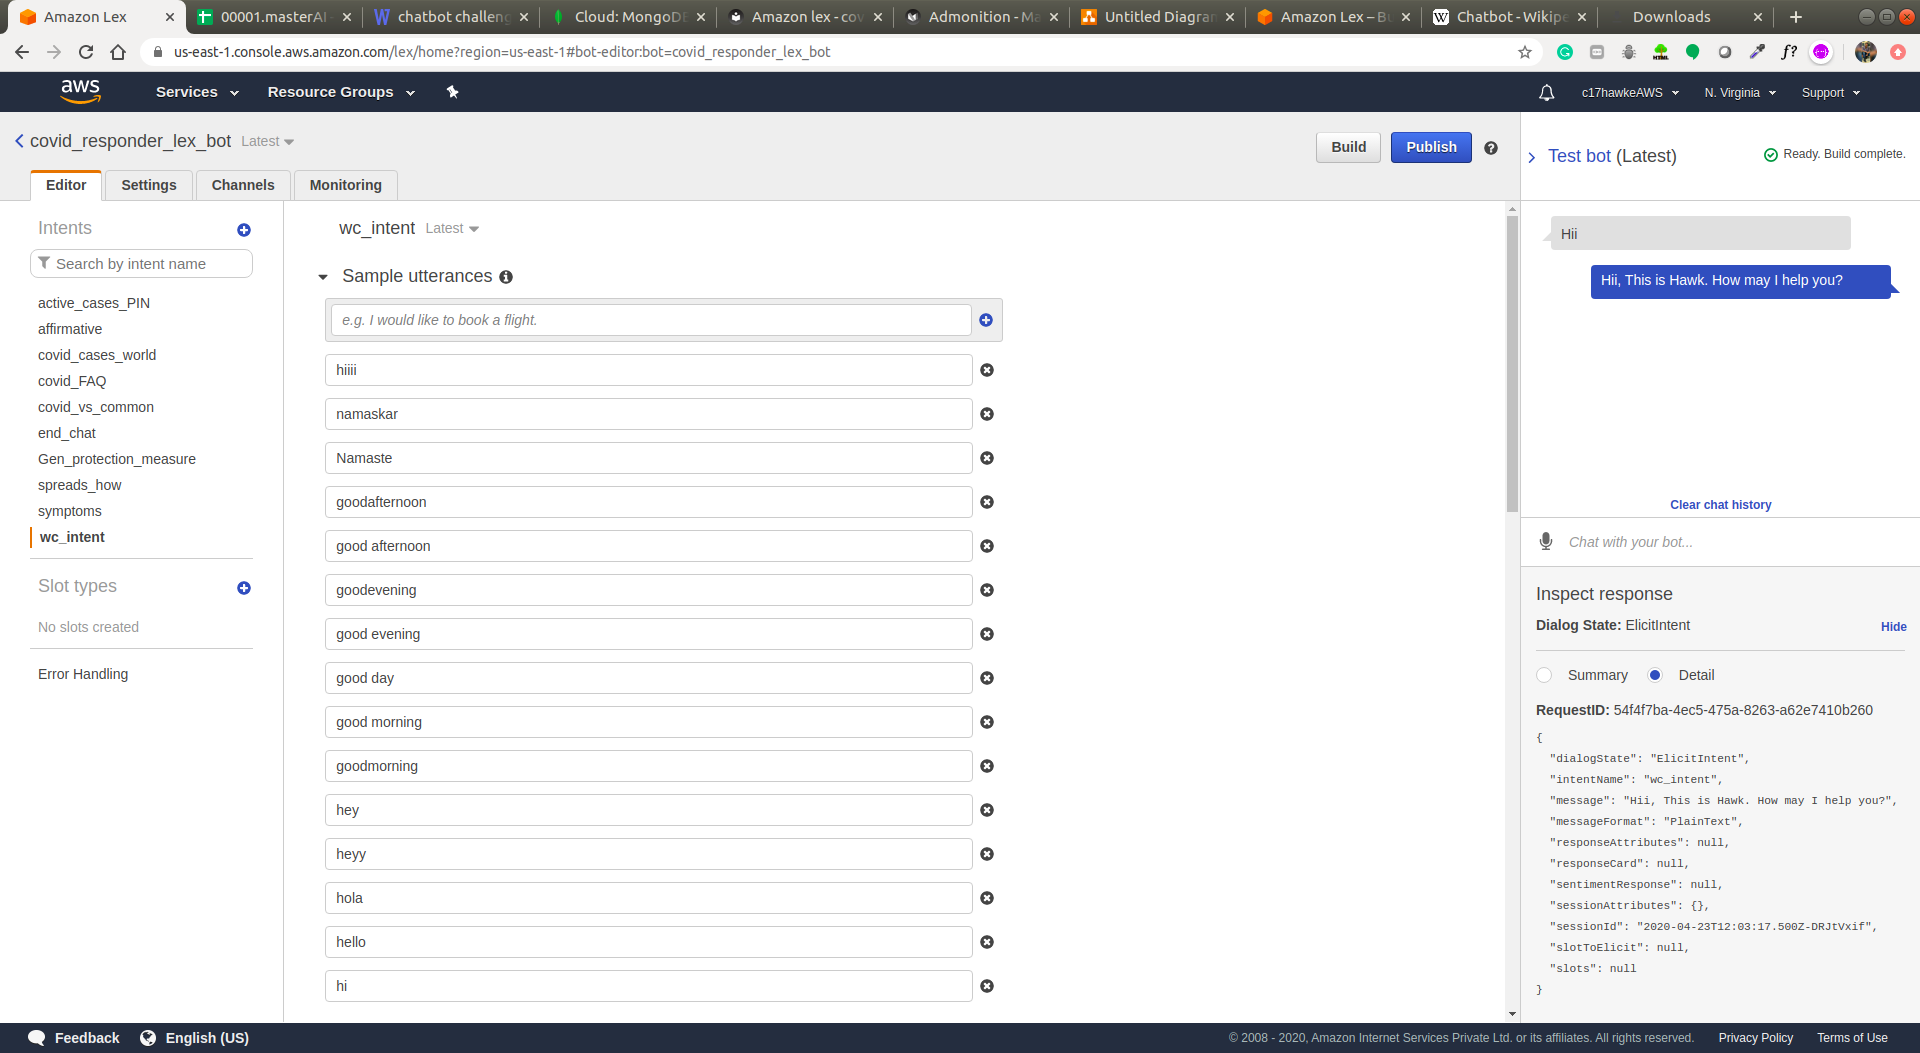 Amazon Lex
00001.masterAI
chatbot challeng
Cloud: MongoDB
Amazon lex - cov
Admonition - Ma
Untitled Diagra
Amazon Lex – Bu
Chatbot - Wikipe
Downloads
us-east-1.console.aws.amazon.com/lex/home?region=us-east-1#bot-editor:bot=covid_responder_lex_bot
aws
Services
Resource Groups
c17hawkeAWS
N. Virginia
Support
covid_responder_lex_bot
Latest
Build
Publish
Editor
Settings
Channels
Monitoring
Intents
Search by intent name
active_cases_PIN
affirmative
covid_cases_world
covid_FAQ
covid_vs_common
end_chat
Gen_protection_measure
spreads_how
symptoms
wc_intent
Slot types
No slots created
Error Handling
wc_intent Latest
Sample utterances
e.g. I would like to book a flight.
hiiii
namaskar
Namaste
goodafternoon
good afternoon
goodevening
good evening
good day
good morning
goodmorning
hey
heyy
hola
hello
hi
Test bot (Latest)
Ready. Build complete.
Hii
Hii, This is Hawk. How may I help you?
Clear chat history
Chat with your bot...
Inspect response
Dialog State: ElicitIntent
Hide
Summary
Detail
RequestID: 54f4f7ba-4ec5-475a-8263-a62e7410b260
{
"dialogState": "ElicitIntent",
"intentName": "wc_intent",
"message": "Hii, This is Hawk. How may I help you?",
"messageFormat": "PlainText",
"responseAttributes": null,
"responseCard": null,
"sentimentResponse": null,
"sessionAttributes": {},
"sessionId": "2020-04-23T12:03:17.500Z-DRJtVxif",
"slotToElicit": null,
"slots": null
}
Feedback
English (US)
© 2008 - 2020, Amazon Internet Services Private Ltd. or its affiliates. All rights reserved.
Privacy Policy
Terms of Use